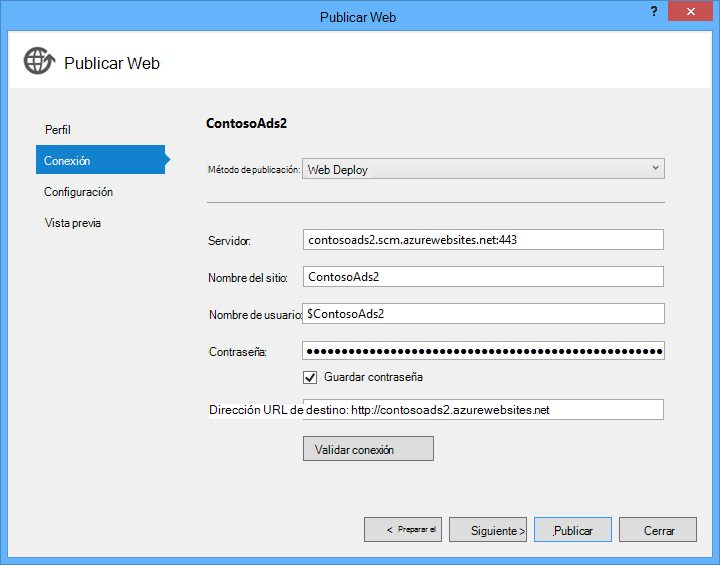 Publicar Web
?
Publicar Web
Perfil
Conexión
Configuración
Vista previa
ContosoAds2
Método de publicación: Web Deploy
Servidor: contosoads2.scm.azurewebsites.net:443
Nombre del sitio: ContosoAds2
Nombre de usuario: $ContosoAds2
Contraseña: ●●●●●●●●●●●●●●●●●●●●●●●●●●●●●●●●●●●●●●●●●●●●●●●●●●●
Guardar contraseña
Dirección URL de destino: http://contosoads2.azurewebsites.net
Validar conexión
< Preparar el
Siguiente >
Publicar
Cerrar